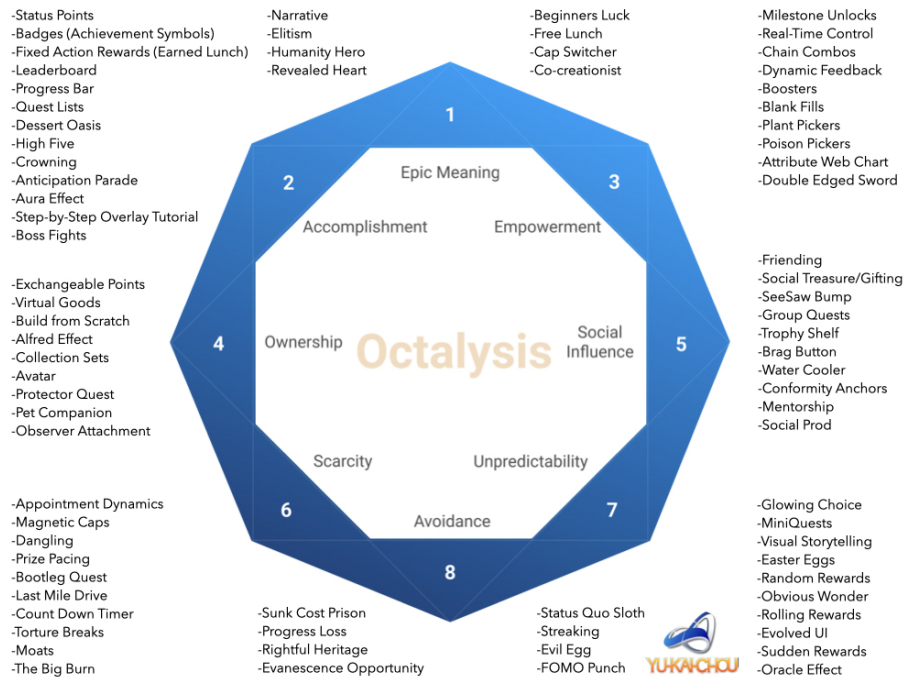 -Status Points
-Badges (Achievement Symbols)
-Fixed Action Rewards (Earned Lunch)
-Leaderboard
-Progress Bar
-Quest Lists
-Dessert Oasis
-High Five
-Crowning
-Anticipation Parade
-Aura Effect
-Step-by-Step Overlay Tutorial
-Boss Fights
-Narrative
-Elitism
-Humanity Hero
-Revealed Heart
-Beginners Luck
-Free Lunch
-Cap Switcher
-Co-creationist
-Milestone Unlocks
-Real-Time Control
-Chain Combos
-Dynamic Feedback
-Boosters
-Blank Fills
-Plant Pickers
-Poison Pickers
-Attribute Web Chart
-Double Edged Sword
1
Epic Meaning
2
Accomplishment
3
Empowerment
-Exchangeable Points
-Virtual Goods
-Build from Scratch
-Alfred Effect
-Collection Sets
-Avatar
-Protector Quest
-Pet Companion
-Observer Attachment
4
Ownership
Octalysis
Social
Influence
5
-Friending
-Social Treasure/Gifting
-SeeSaw Bump
-Group Quests
-Trophy Shelf
-Brag Button
-Water Cooler
-Conformity Anchors
-Mentorship
-Social Prod
Scarcity
6
Unpredictability
7
Avoidance
8
-Appointment Dynamics
-Magnetic Caps
-Dangling
-Prize Pacing
-Bootleg Quest
-Last Mile Drive
-Count Down Timer
-Torture Breaks
-Moats
-The Big Burn
-Sunk Cost Prison
-Progress Loss
-Rightful Heritage
-Evanescence Opportunity
-Status Quo Sloth
-Streaking
-Evil Egg
-FOMO Punch
YU-KAI-CHOU
-Glowing Choice
-MiniQuests
-Visual Storytelling
-Easter Eggs
-Random Rewards
-Obvious Wonder
-Rolling Rewards
-Evolved UI
-Sudden Rewards
-Oracle Effect